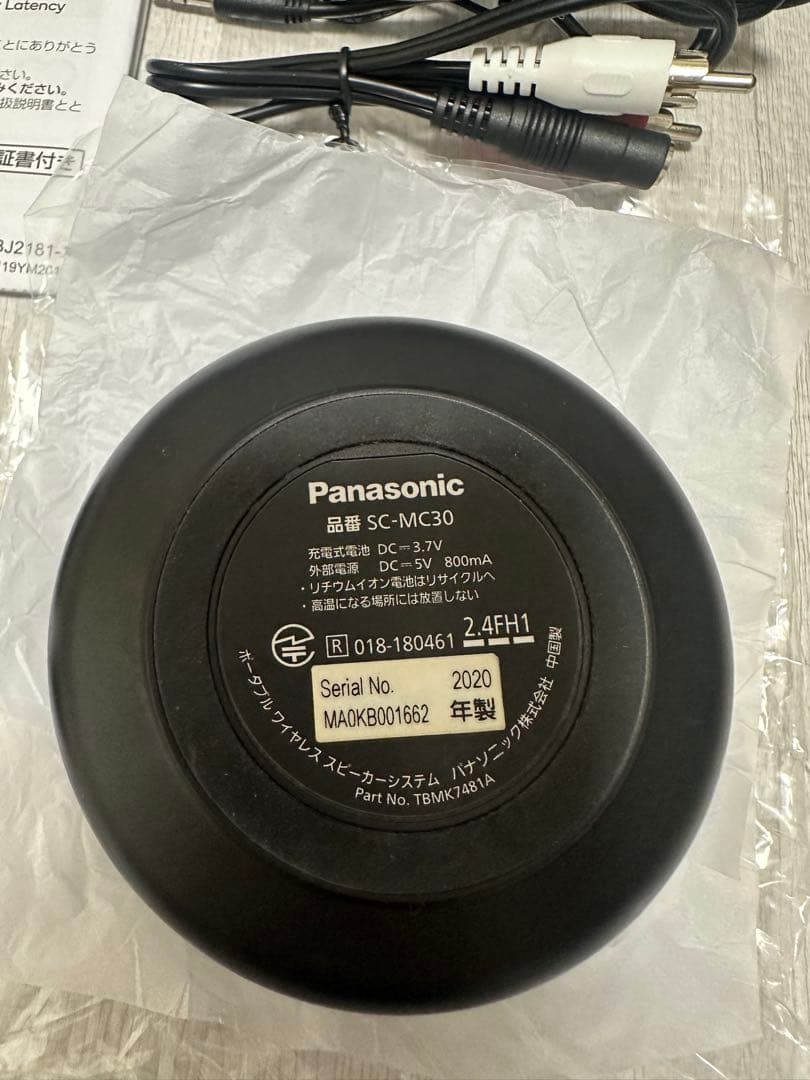 Latency
ことにありがとう
さい。
みください。
扱説明書とと
証書付き
BJ2181-
Panasonic
品番 SC-MC30
充電式電池 DC⎓3.7V
外部電源 DC⎓5V 800mA
・リチウムイオン電池はリサイクルへ
・高温になる場所には放置しない
R 018-180461 2.4FH1
Serial No. 2020
MA0KB001662 年製
ポータブル ワイヤレス スピーカーシステム パナソニック株式会社 中国製
Part No. TBMK7481A